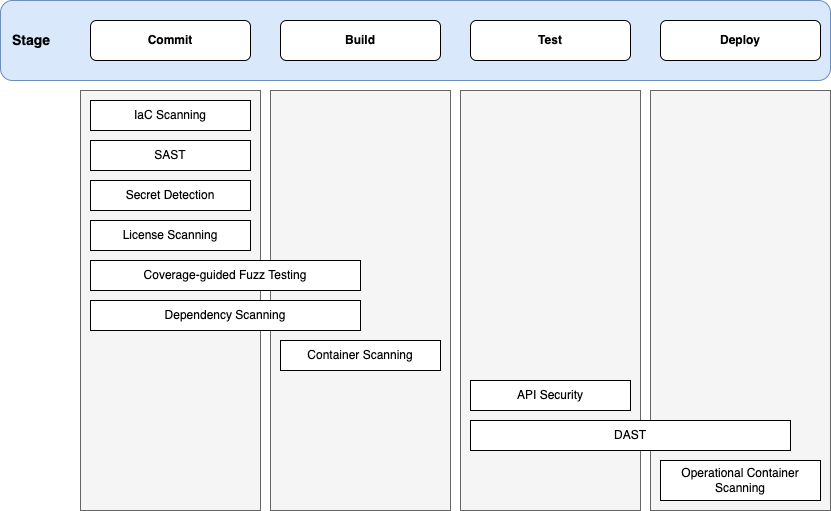 Stage
Commit
Build
Test
Deploy
IaC Scanning
SAST
Secret Detection
License Scanning
Coverage-guided Fuzz Testing
Dependency Scanning
Container Scanning
API Security
DAST
Operational Container
Scanning